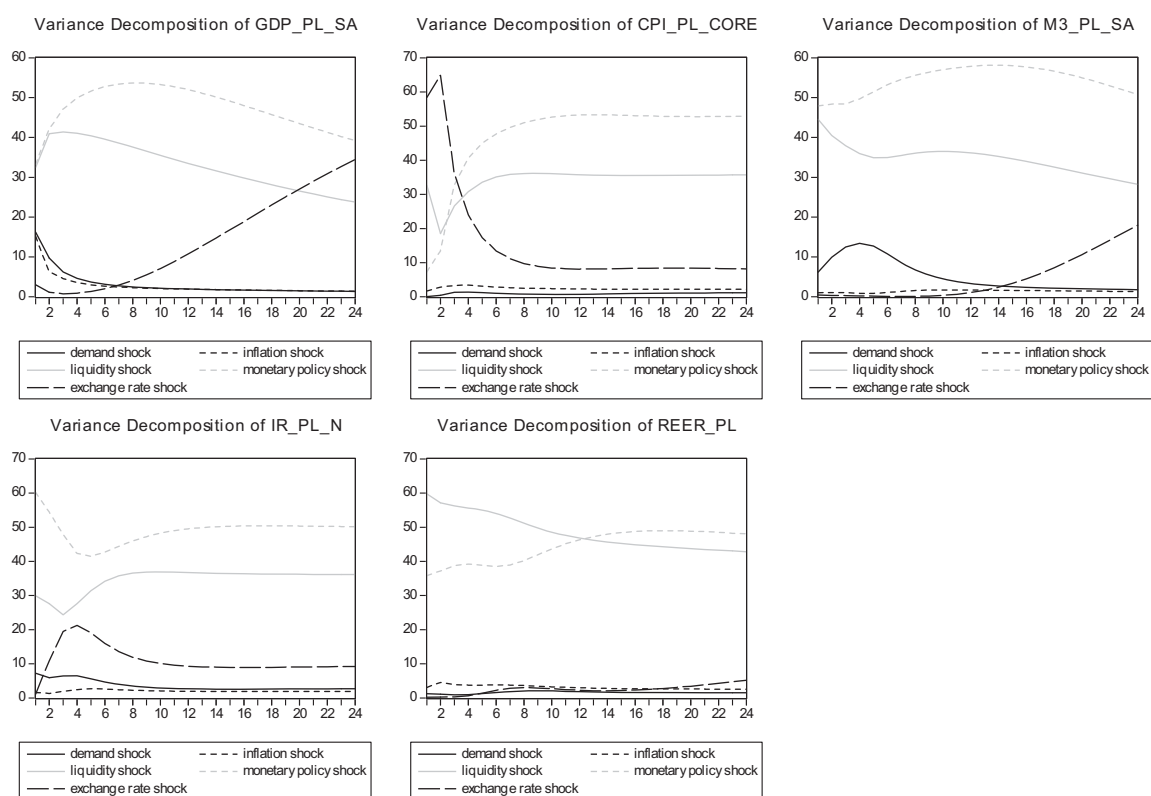 Variance Decomposition of GDP_PL_SA
60
50
40
30
20
10
0
2 4 6 8 10 12 14 16 18 20 22 24
demand shock inflation shock
liquidity shock monetary policy shock
exchange rate shock
Variance Decomposition of CPI_PL_CORE
70
60
50
40
30
20
10
0
2 4 6 8 10 12 14 16 18 20 22 24
demand shock inflation shock
liquidity shock monetary policy shock
exchange rate shock
Variance Decomposition of M3_PL_SA
60
50
40
30
20
10
0
2 4 6 8 10 12 14 16 18 20 22 24
demand shock inflation shock
liquidity shock monetary policy shock
exchange rate shock
Variance Decomposition of IR_PL_N
70
60
50
40
30
20
10
0
2 4 6 8 10 12 14 16 18 20 22 24
demand shock inflation shock
liquidity shock monetary policy shock
exchange rate shock
Variance Decomposition of REER_PL
70
60
50
40
30
20
10
0
2 4 6 8 10 12 14 16 18 20 22 24
demand shock inflation shock
liquidity shock monetary policy shock
exchange rate shock